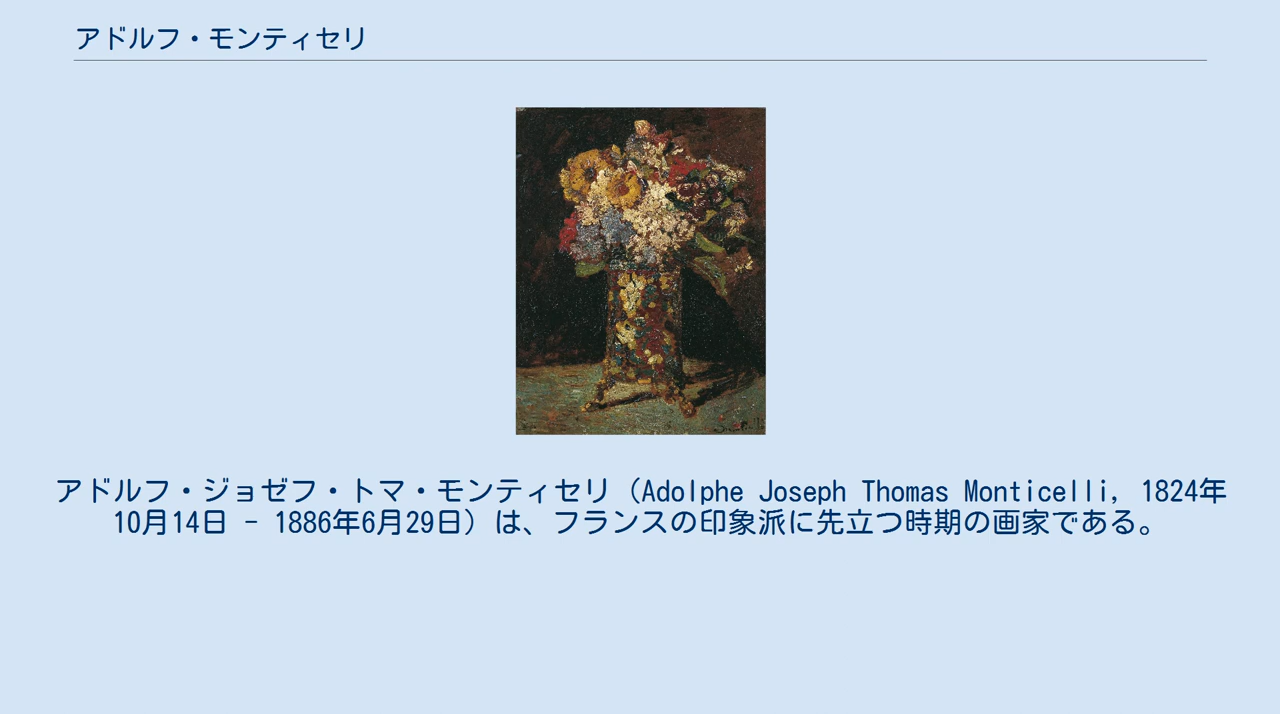 アドルフ・モンティセリ
アドルフ・ジョゼフ・トマ・モンティセリ（Adolphe Joseph Thomas Monticelli, 1824年
10月14日 - 1886年6月29日）は、フランスの印象派に先立つ時期の画家である。